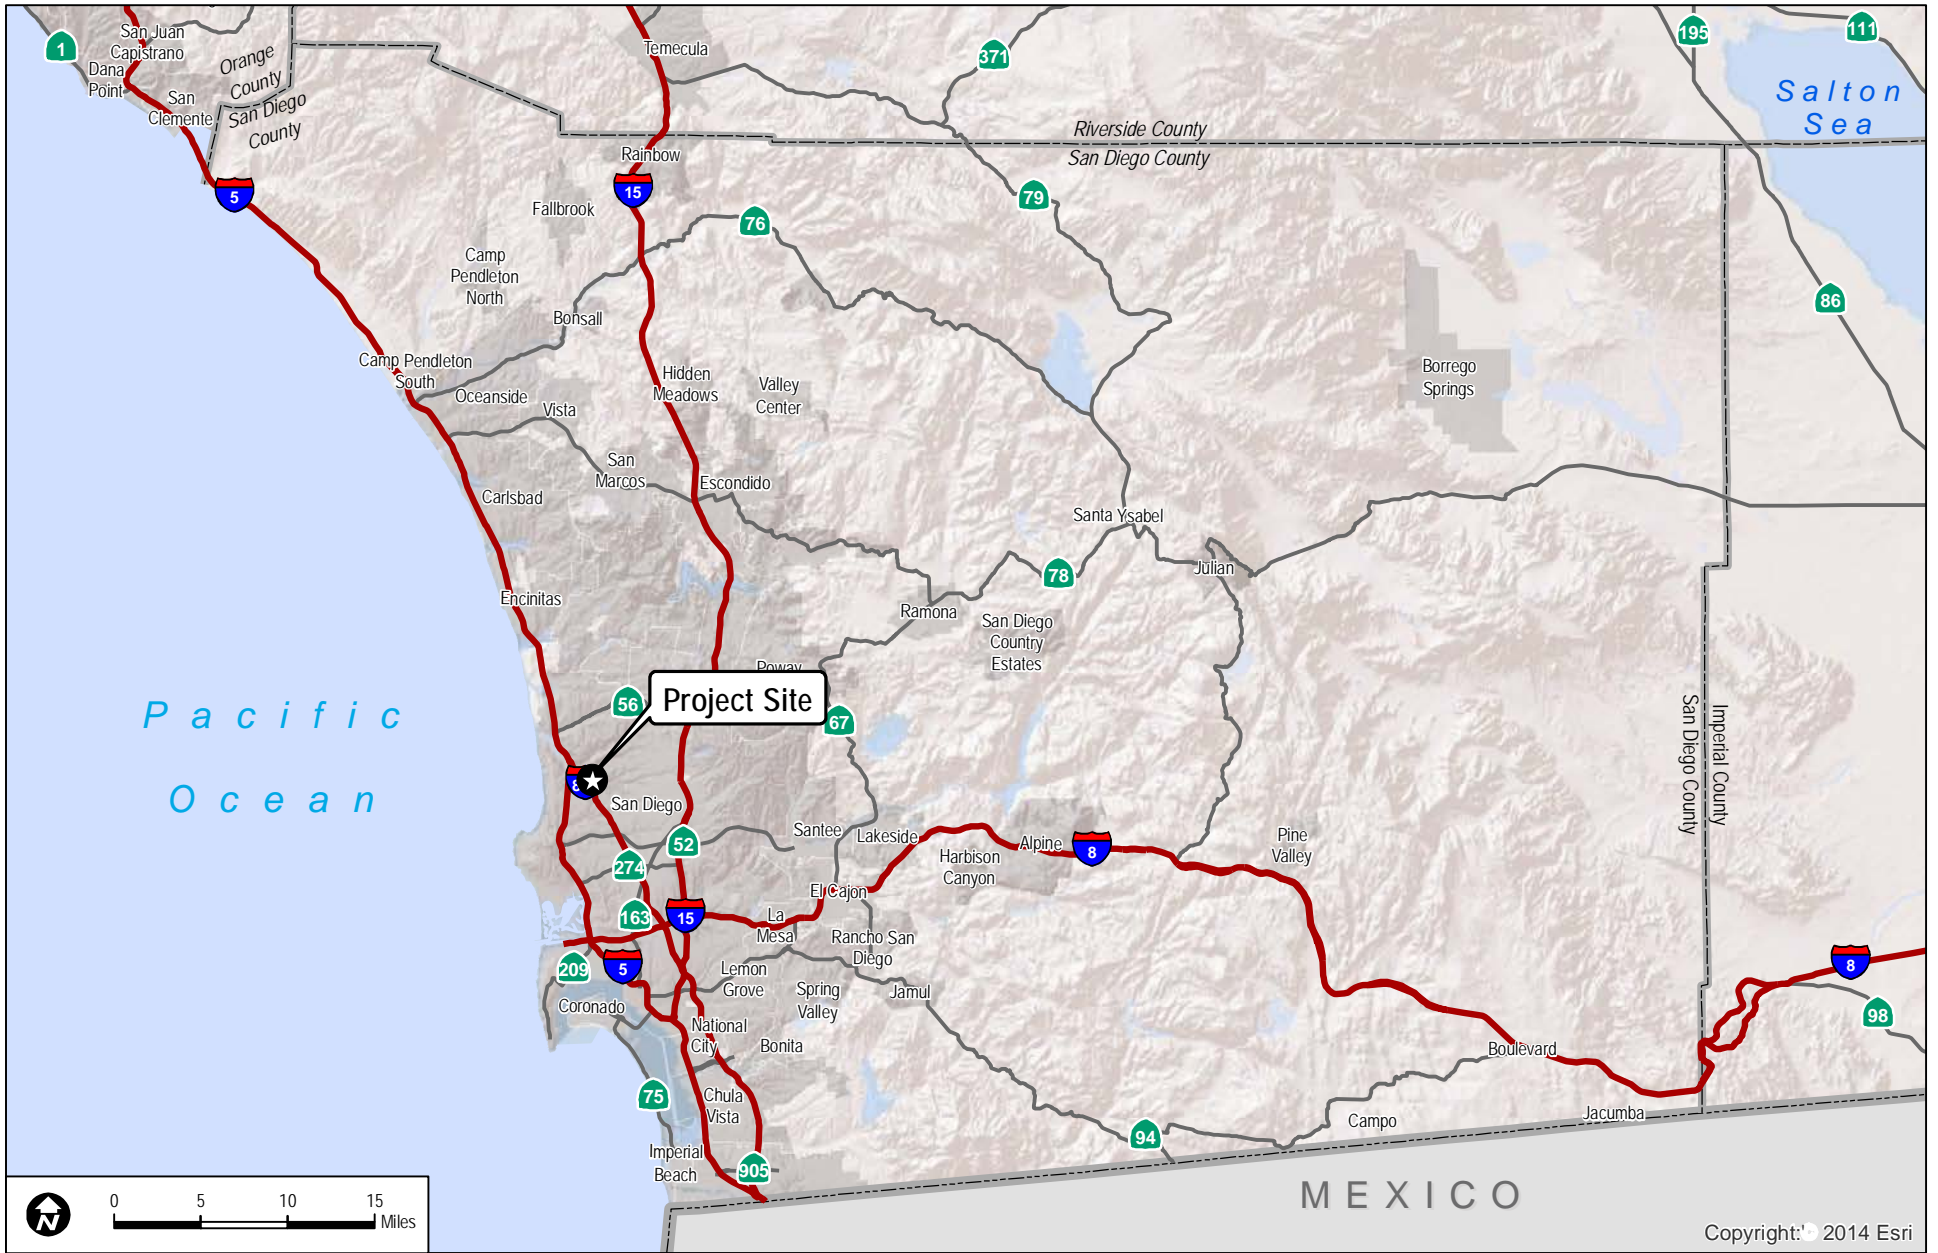 San Juan
Capistrano
1
Dana
Point
San
Clemente
Orange
County
San Diego
County
5
Temecula
371
195
111
Salton
Sea
Riverside County
San Diego County
Rainbow
15
Fallbrook
76
79
Camp
Pendleton
North
Bonsall
86
Camp Pendleton
South
Oceanside
Vista
Hidden
Meadows
Valley
Center
Borrego
Springs
San
Marcos
Escondido
Carlsbad
Santa Ysabel
78
Julian
Encinitas
Ramona
San Diego
Country
Estates
Poway
Project Site
56
67
Pacific
Ocean
San Diego County
Imperial County
8
San Diego
52
Santee
Lakeside
Alpine
8
Harbison
Canyon
Pine
Valley
274
El Cajon
163
15
La
Mesa
Rancho San
Diego
209
5
Lemon
Grove
Spring
Valley
Jamul
8
98
Coronado
National
City
Bonita
Boulevard
75
Chula
Vista
Campo
Jacumba
94
Imperial
Beach
905
MEXICO
N
0 5 10 15
Miles
Copyright:© 2014 Esri